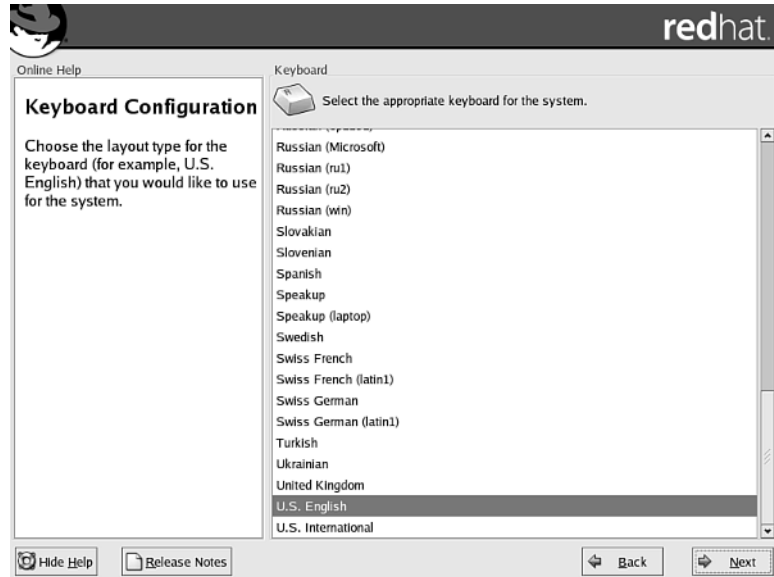 redhat.
Online Help
Keyboard Configuration
Choose the layout type for the
keyboard (for example, U.S.
English) that you would like to use
for the system.
Keyboard
Select the appropriate keyboard for the system.
Russian (Microsoft)
Russian (ru1)
Russian (ru2)
Russian (win)
Slovakian
Slovenian
Spanish
Speakup
Speakup (laptop)
Swedish
Swiss French
Swiss French (latin1)
Swiss German
Swiss German (latin1)
Turkish
Ukrainian
United Kingdom
U.S. English
U.S. International
Hide Help
Release Notes
Back
Next